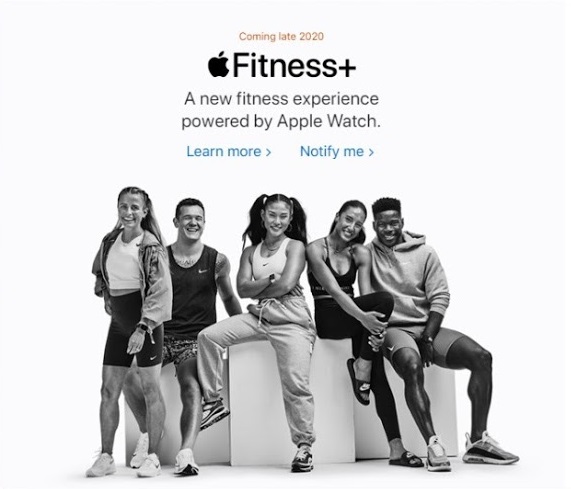 Coming late 2020
Fitness+
A new fitness experience
powered by Apple Watch.
Learn more >
Notify me >